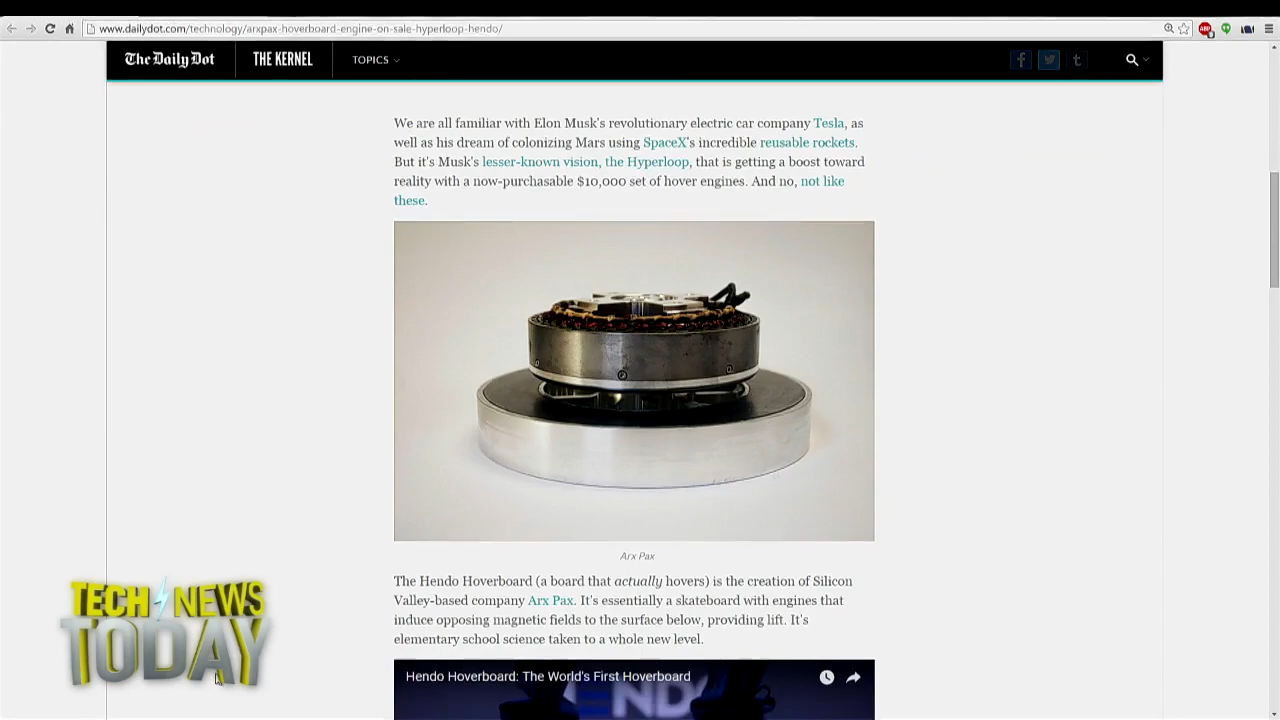 www.dailydot.com/technology/arxpax-hoverboard-engine-on-sale-hyperloop-hendo/
ABP
The Daily Dot
THE KERNEL
TOPICS
We are all familiar with Elon Musk's revolutionary electric car company Tesla, as
well as his dream of colonizing Mars using SpaceX's incredible reusable rockets.
But it's Musk's lesser-known vision, the Hyperloop, that is getting a boost toward
reality with a now-purchasable $10,000 set of hover engines. And no, not like
these.
Arx Pax
The Hendo Hoverboard (a board that actually hovers) is the creation of Silicon
Valley-based company Arx Pax. It's essentially a skateboard with engines that
induce opposing magnetic fields to the surface below, providing lift. It's
elementary school science taken to a whole new level.
Hendo Hoverboard: The World's First Hoverboard
TECH NEWS
TODAY